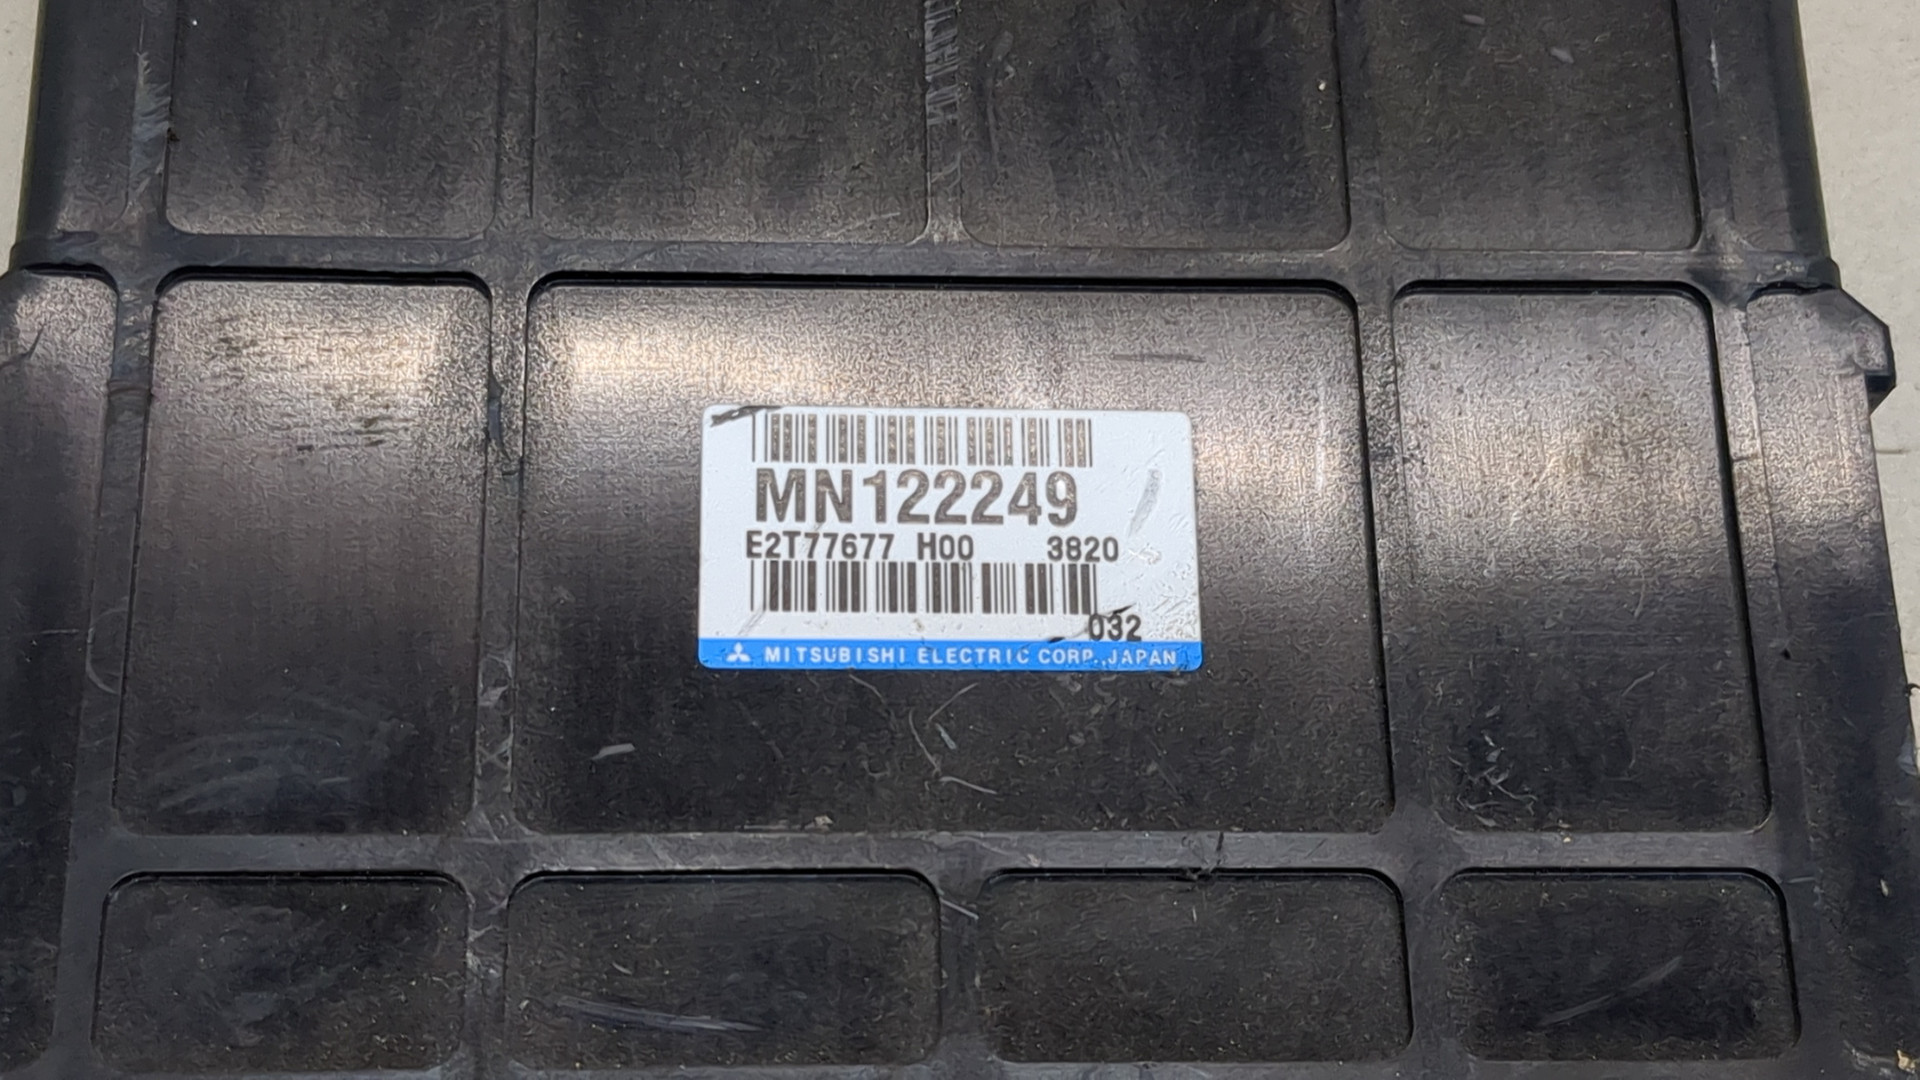 MN122249
E2T77677 H00 3820
032
MITSUBISHI ELECTRIC CORP.,JAPAN